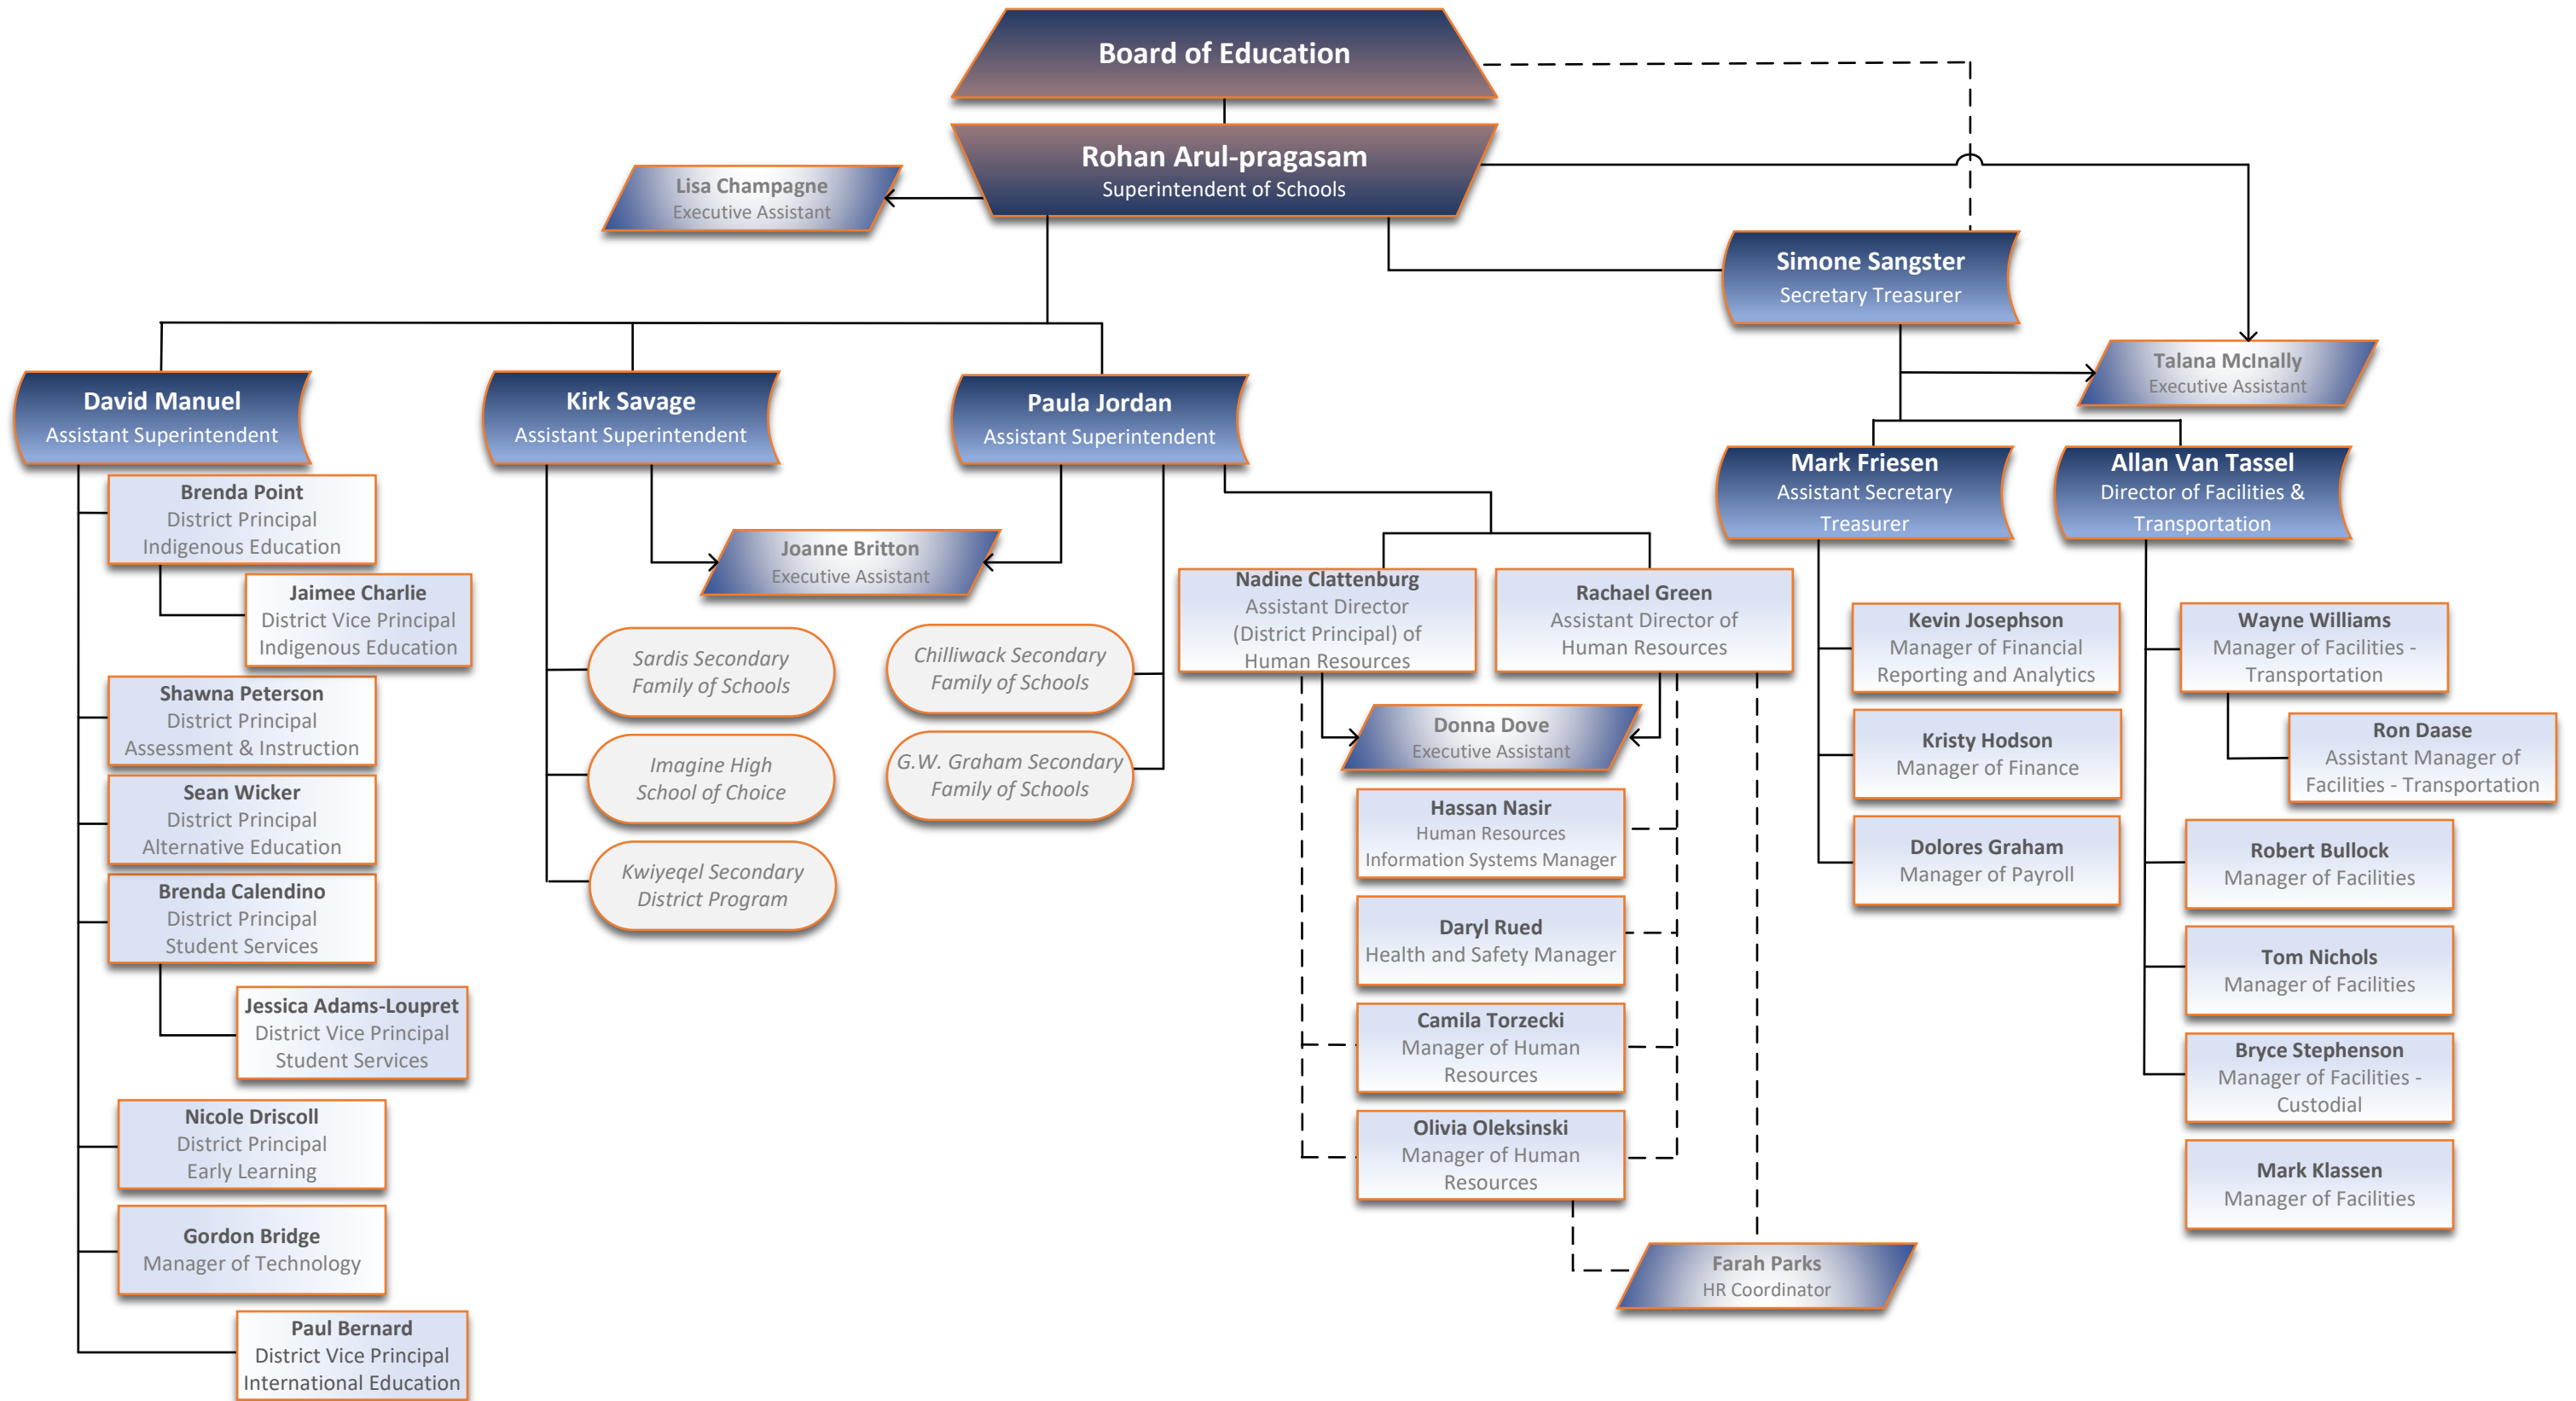 Board of Education
Rohan Arul-pragasam
Superintendent of Schools
Lisa Champagne
Executive Assistant
Simone Sangster
Secretary Treasurer
Talana McInally
Executive Assistant
David Manuel
Assistant Superintendent
Kirk Savage
Assistant Superintendent
Paula Jordan
Assistant Superintendent
Mark Friesen
Assistant Secretary
Treasurer
Allan Van Tassel
Director of Facilities &
Transportation
Brenda Point
District Principal
Indigenous Education
Jaimee Charlie
District Vice Principal
Indigenous Education
Shawna Peterson
District Principal
Assessment & Instruction
Sean Wicker
District Principal
Alternative Education
Brenda Calendino
District Principal
Student Services
Jessica Adams-Loupret
District Vice Principal
Student Services
Nicole Driscoll
District Principal
Early Learning
Gordon Bridge
Manager of Technology
Paul Bernard
District Vice Principal
International Education
Joanne Britton
Executive Assistant
Sardis Secondary
Family of Schools
Imagine High
School of Choice
Kwiyeqel Secondary
District Program
Chilliwack Secondary
Family of Schools
G.W. Graham Secondary
Family of Schools
Nadine Clattenburg
Assistant Director
(District Principal) of
Human Resources
Rachael Green
Assistant Director of
Human Resources
Donna Dove
Executive Assistant
Hassan Nasir
Human Resources
Information Systems Manager
Daryl Rued
Health and Safety Manager
Camila Torzecki
Manager of Human
Resources
Olivia Oleksinski
Manager of Human
Resources
Farah Parks
HR Coordinator
Kevin Josephson
Manager of Financial
Reporting and Analytics
Kristy Hodson
Manager of Finance
Dolores Graham
Manager of Payroll
Wayne Williams
Manager of Facilities -
Transportation
Ron Daase
Assistant Manager of
Facilities - Transportation
Robert Bullock
Manager of Facilities
Tom Nichols
Manager of Facilities
Bryce Stephenson
Manager of Facilities -
Custodial
Mark Klassen
Manager of Facilities